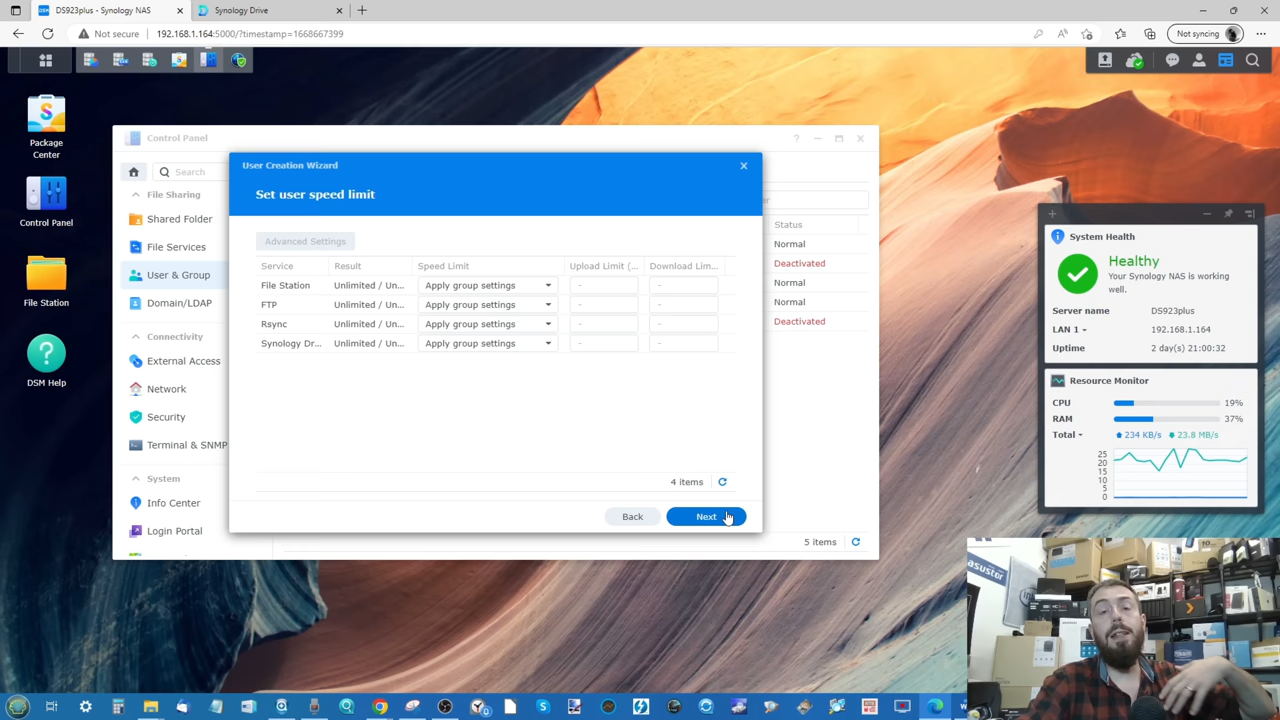 DS923plus - Synology NAS
Synology Drive
Not secure
192.168.1.164:5000/?timestamp=1668667399
Not syncing
Package Center
Control Panel
File Station
DSM Help
Control Panel
Search
File Sharing
Shared Folder
File Services
User & Group
Domain/LDAP
Connectivity
External Access
Network
Security
Terminal & SNMP
System
Info Center
Login Portal
User Creation Wizard
Set user speed limit
Advanced Settings
Service Result Speed Limit Upload Limit (... Download Lim...
File Station Unlimited / Un... Apply group settings - -
FTP Unlimited / Un... Apply group settings - -
Rsync Unlimited / Un... Apply group settings - -
Synology Dr... Unlimited / Un... Apply group settings - -
4 items
Back
Next
Status
Normal
Deactivated
Normal
Normal
Deactivated
5 items
System Health
Healthy
Your Synology NAS is working
well.
Server name DS923plus
LAN 1 192.168.1.164
Uptime 2 day(s) 21:00:32
Resource Monitor
CPU 19%
RAM 37%
Total 234 KB/s 23.8 MB/s
25
20
15
10
5
0
asustor